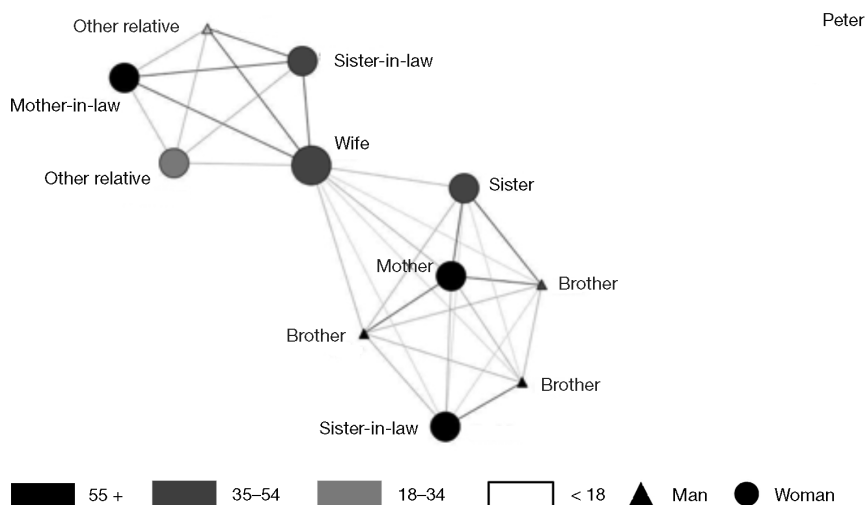 Other relative
Peter
Sister-in-law
Mother-in-law
Wife
Other relative
Sister
Mother
Brother
Brother
Brother
Sister-in-law
55 + 35–54 18–34 < 18 Man Woman